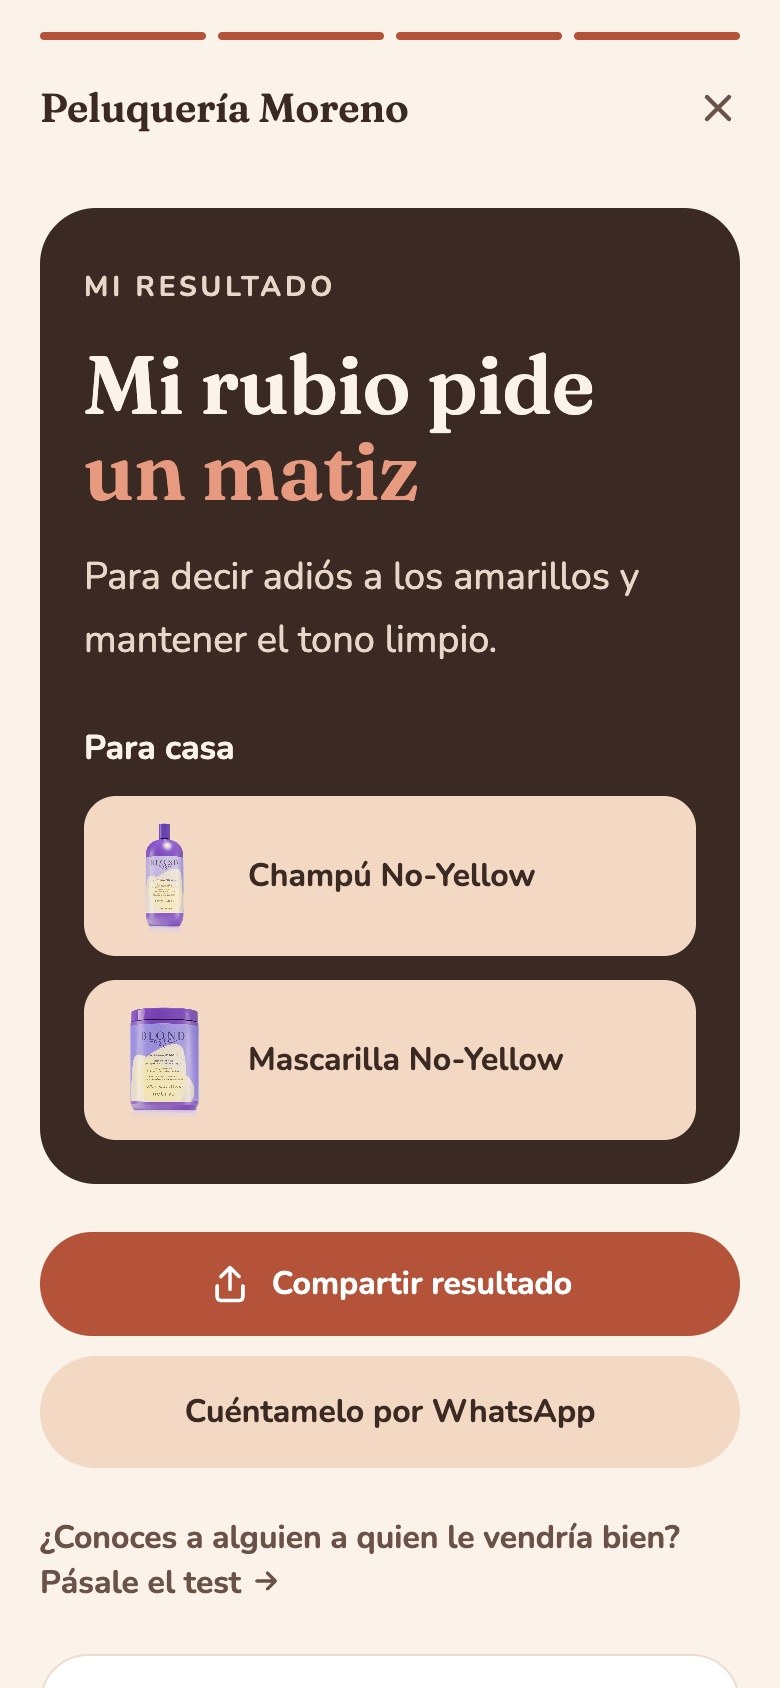 Peluquería Moreno
MI RESULTADO
Mi rubio pide
un matiz
Para decir adiós a los amarillos y
mantener el tono limpio.
Para casa
BLOND
Champú No-Yellow
BLOND
Mascarilla No-Yellow
Compartir resultado
Cuéntamelo por WhatsApp
¿Conoces a alguien a quien le vendría bien?
Pásale el test →